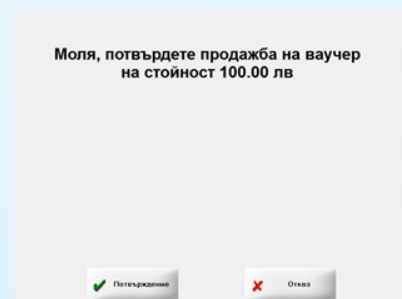 Моля, потвърдете продажба на ваучер
на стойност 100.00 лв
Потвърждение
Отказ